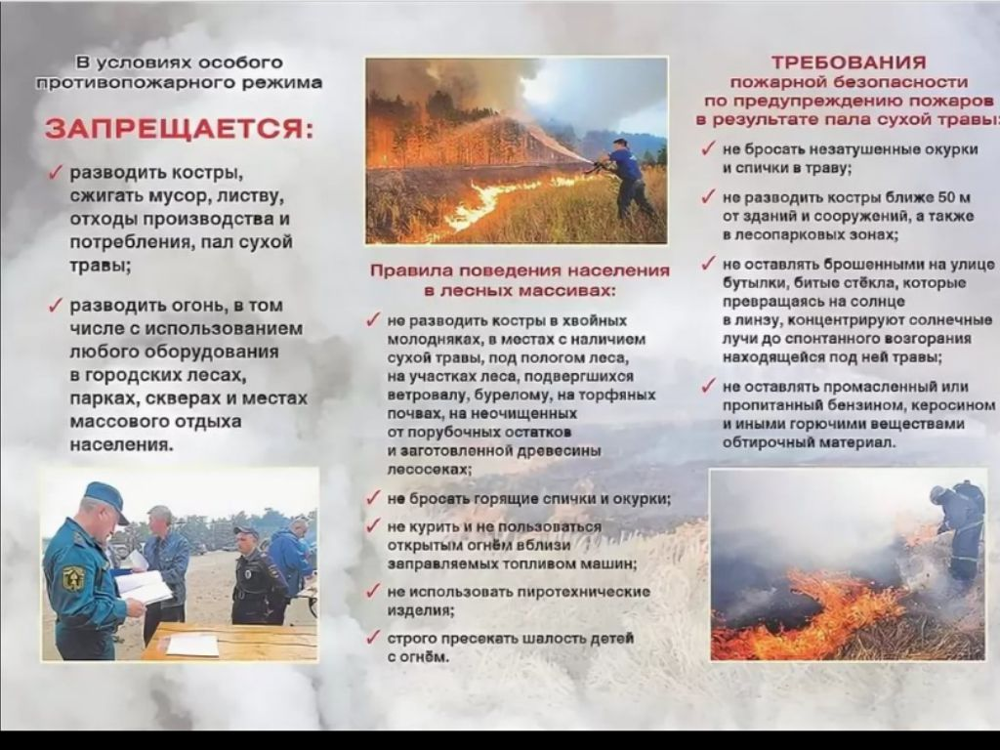 В условиях особого
противопожарного режима
ЗАПРЕЩАЕТСЯ:
разводить костры,
сжигать мусор, листву,
отходы производства и
потребления, пал сухой
травы;
разводить огонь, в том
числе с использованием
любого оборудования
в городских лесах,
парках, скверах и местах
массового отдыха
населения.
Правила поведения населения
в лесных массивах:
не разводить костры в хвойных
молодняках, в местах с наличием
сухой травы, под пологом леса,
на участках леса, подвергшихся
ветровалу, бурелому, на торфяных
почвах, на неочищенных
от порубочных остатков
и заготовленной древесины
лесосеках;
не бросать горящие спички и окурки;
не курить и не пользоваться
открытым огнём вблизи
заправляемых топливом машин;
не использовать пиротехнические
изделия;
строго пресекать шалость детей
с огнём.
ТРЕБОВАНИЯ
пожарной безопасности
по предупреждению пожаров
в результате пала сухой травы:
не бросать незатушенные окурки
и спички в траву;
не разводить костры ближе 50 м
от зданий и сооружений, а также
в лесопарковых зонах;
не оставлять брошенными на улице
бутылки, битые стёкла, которые
превращаясь на солнце
в линзу, концентрируют солнечные
лучи до спонтанного возгорания
находящейся под ней травы;
не оставлять промасленный или
пропитанный бензином, керосином
и иными горючими веществами
обтирочный материал.